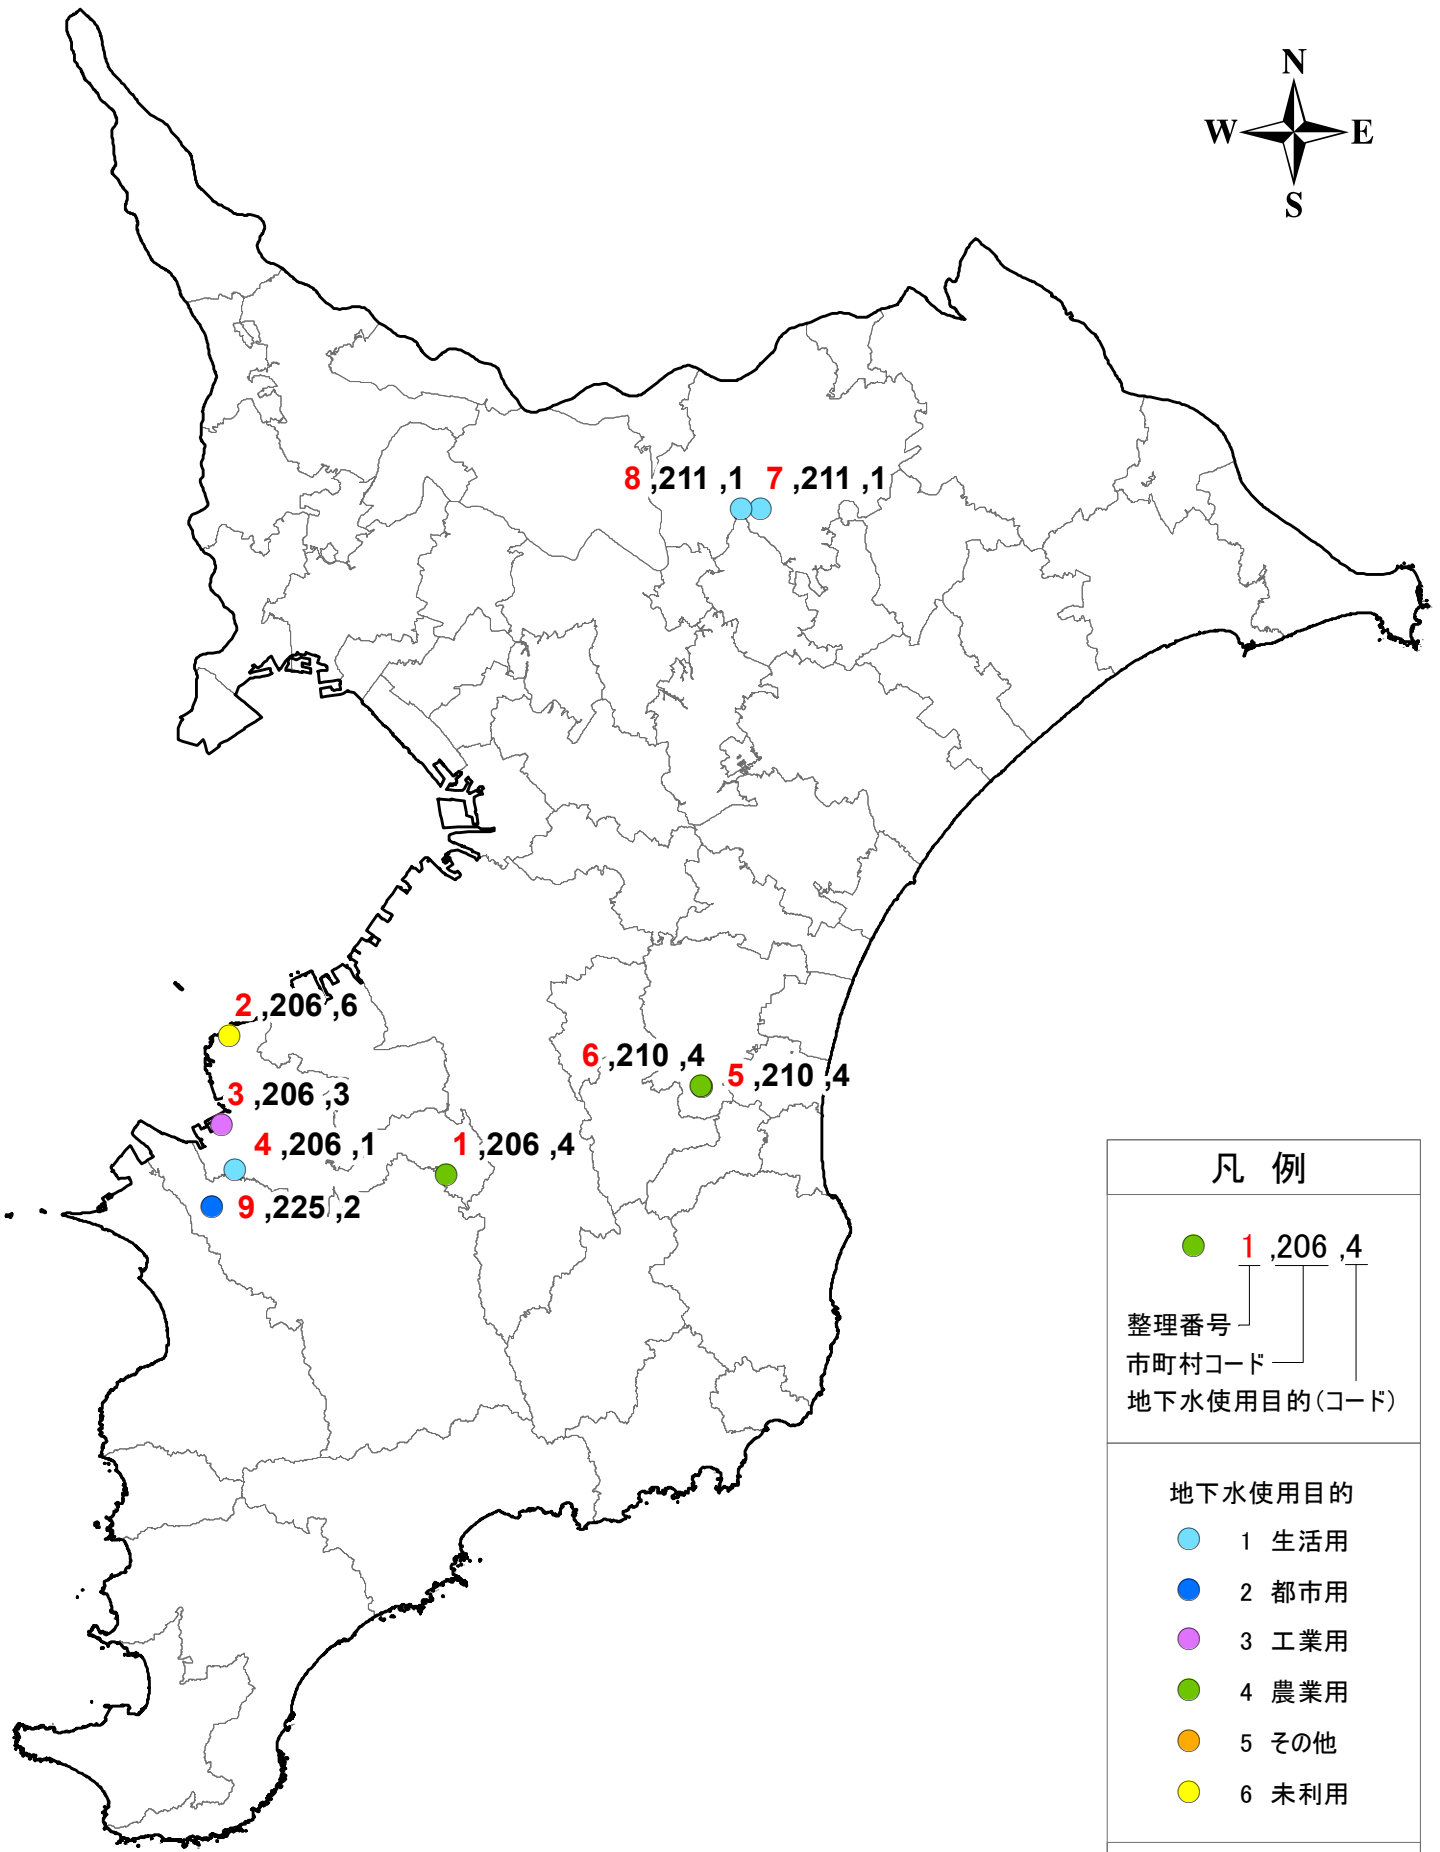 N
W E
S
8 ,211 ,1
7 ,211 ,1
2 ,206 ,6
6 ,210 ,4
5 ,210 ,4
3 ,206 ,3
4 ,206 ,1
1 ,206 ,4
9 ,225 ,2
凡 例
1 ,206 ,4
整理番号
市町村コード
地下水使用目的(コード)
地下水使用目的
1 生活用
2 都市用
3 工業用
4 農業用
5 その他
6 未利用